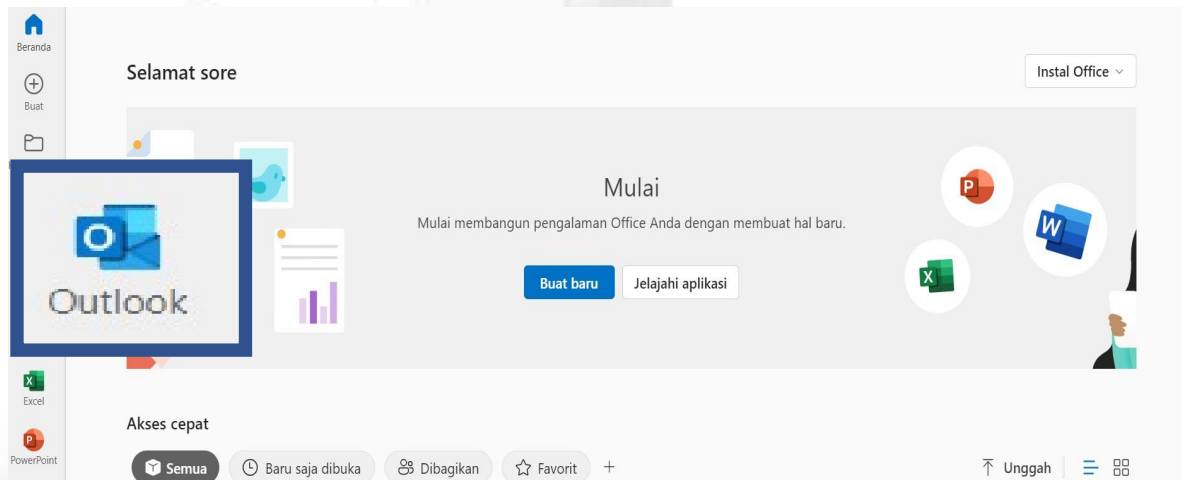 Beranda
Selamat sore
Instal Office
Buat
Outlook
Mulai
Mulai membangun pengalaman Office Anda dengan membuat hal baru.
Buat baru
Jelajahi aplikasi
P
W
X
Excel
PowerPoint
Akses cepat
Semua
Baru saja dibuka
Dibagikan
Favorit
Unggah